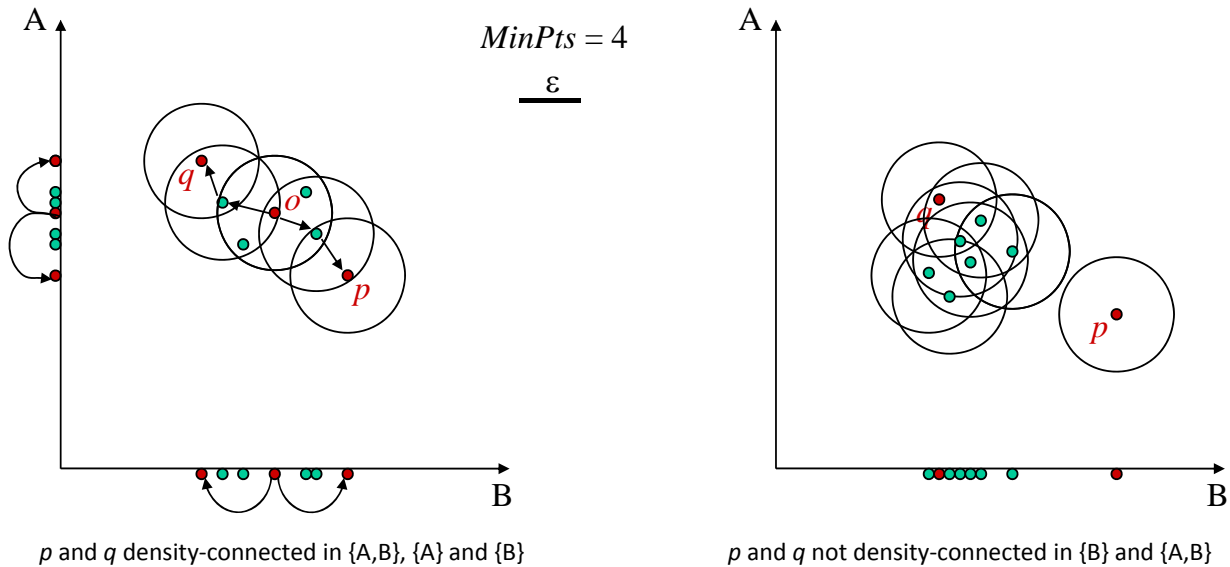 A
MinPts = 4
ε
q
o
p
B
p and q density-connected in {A,B}, {A} and {B}
A
q
p
B
p and q not density-connected in {B} and {A,B}